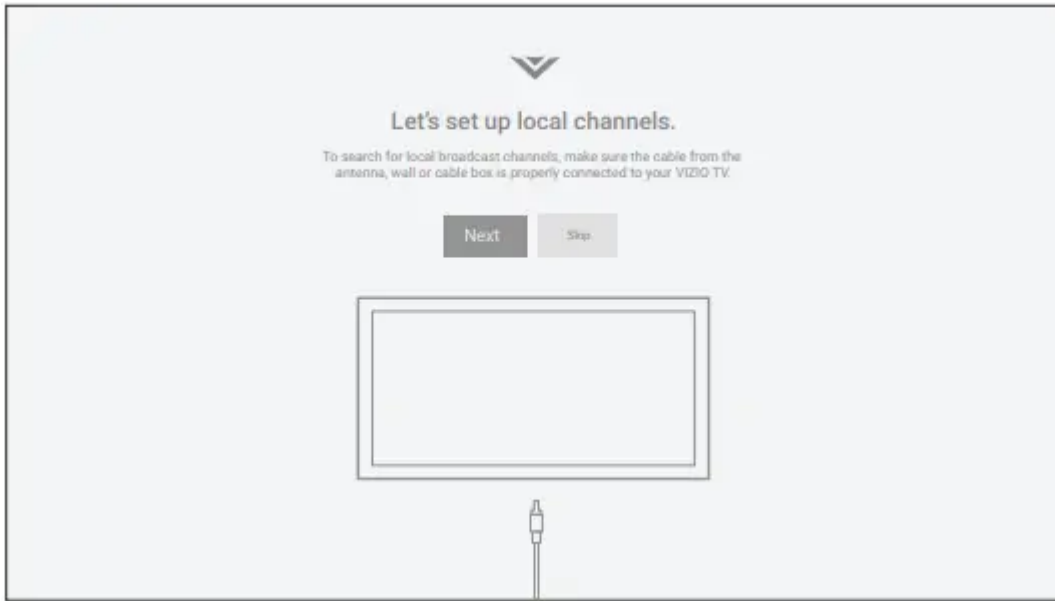 Let's set up local channels.
To search for local broadcast channels, make sure the cable from the
antenna, wall or cable box is properly connected to your VIZIO TV.
Next
Skip